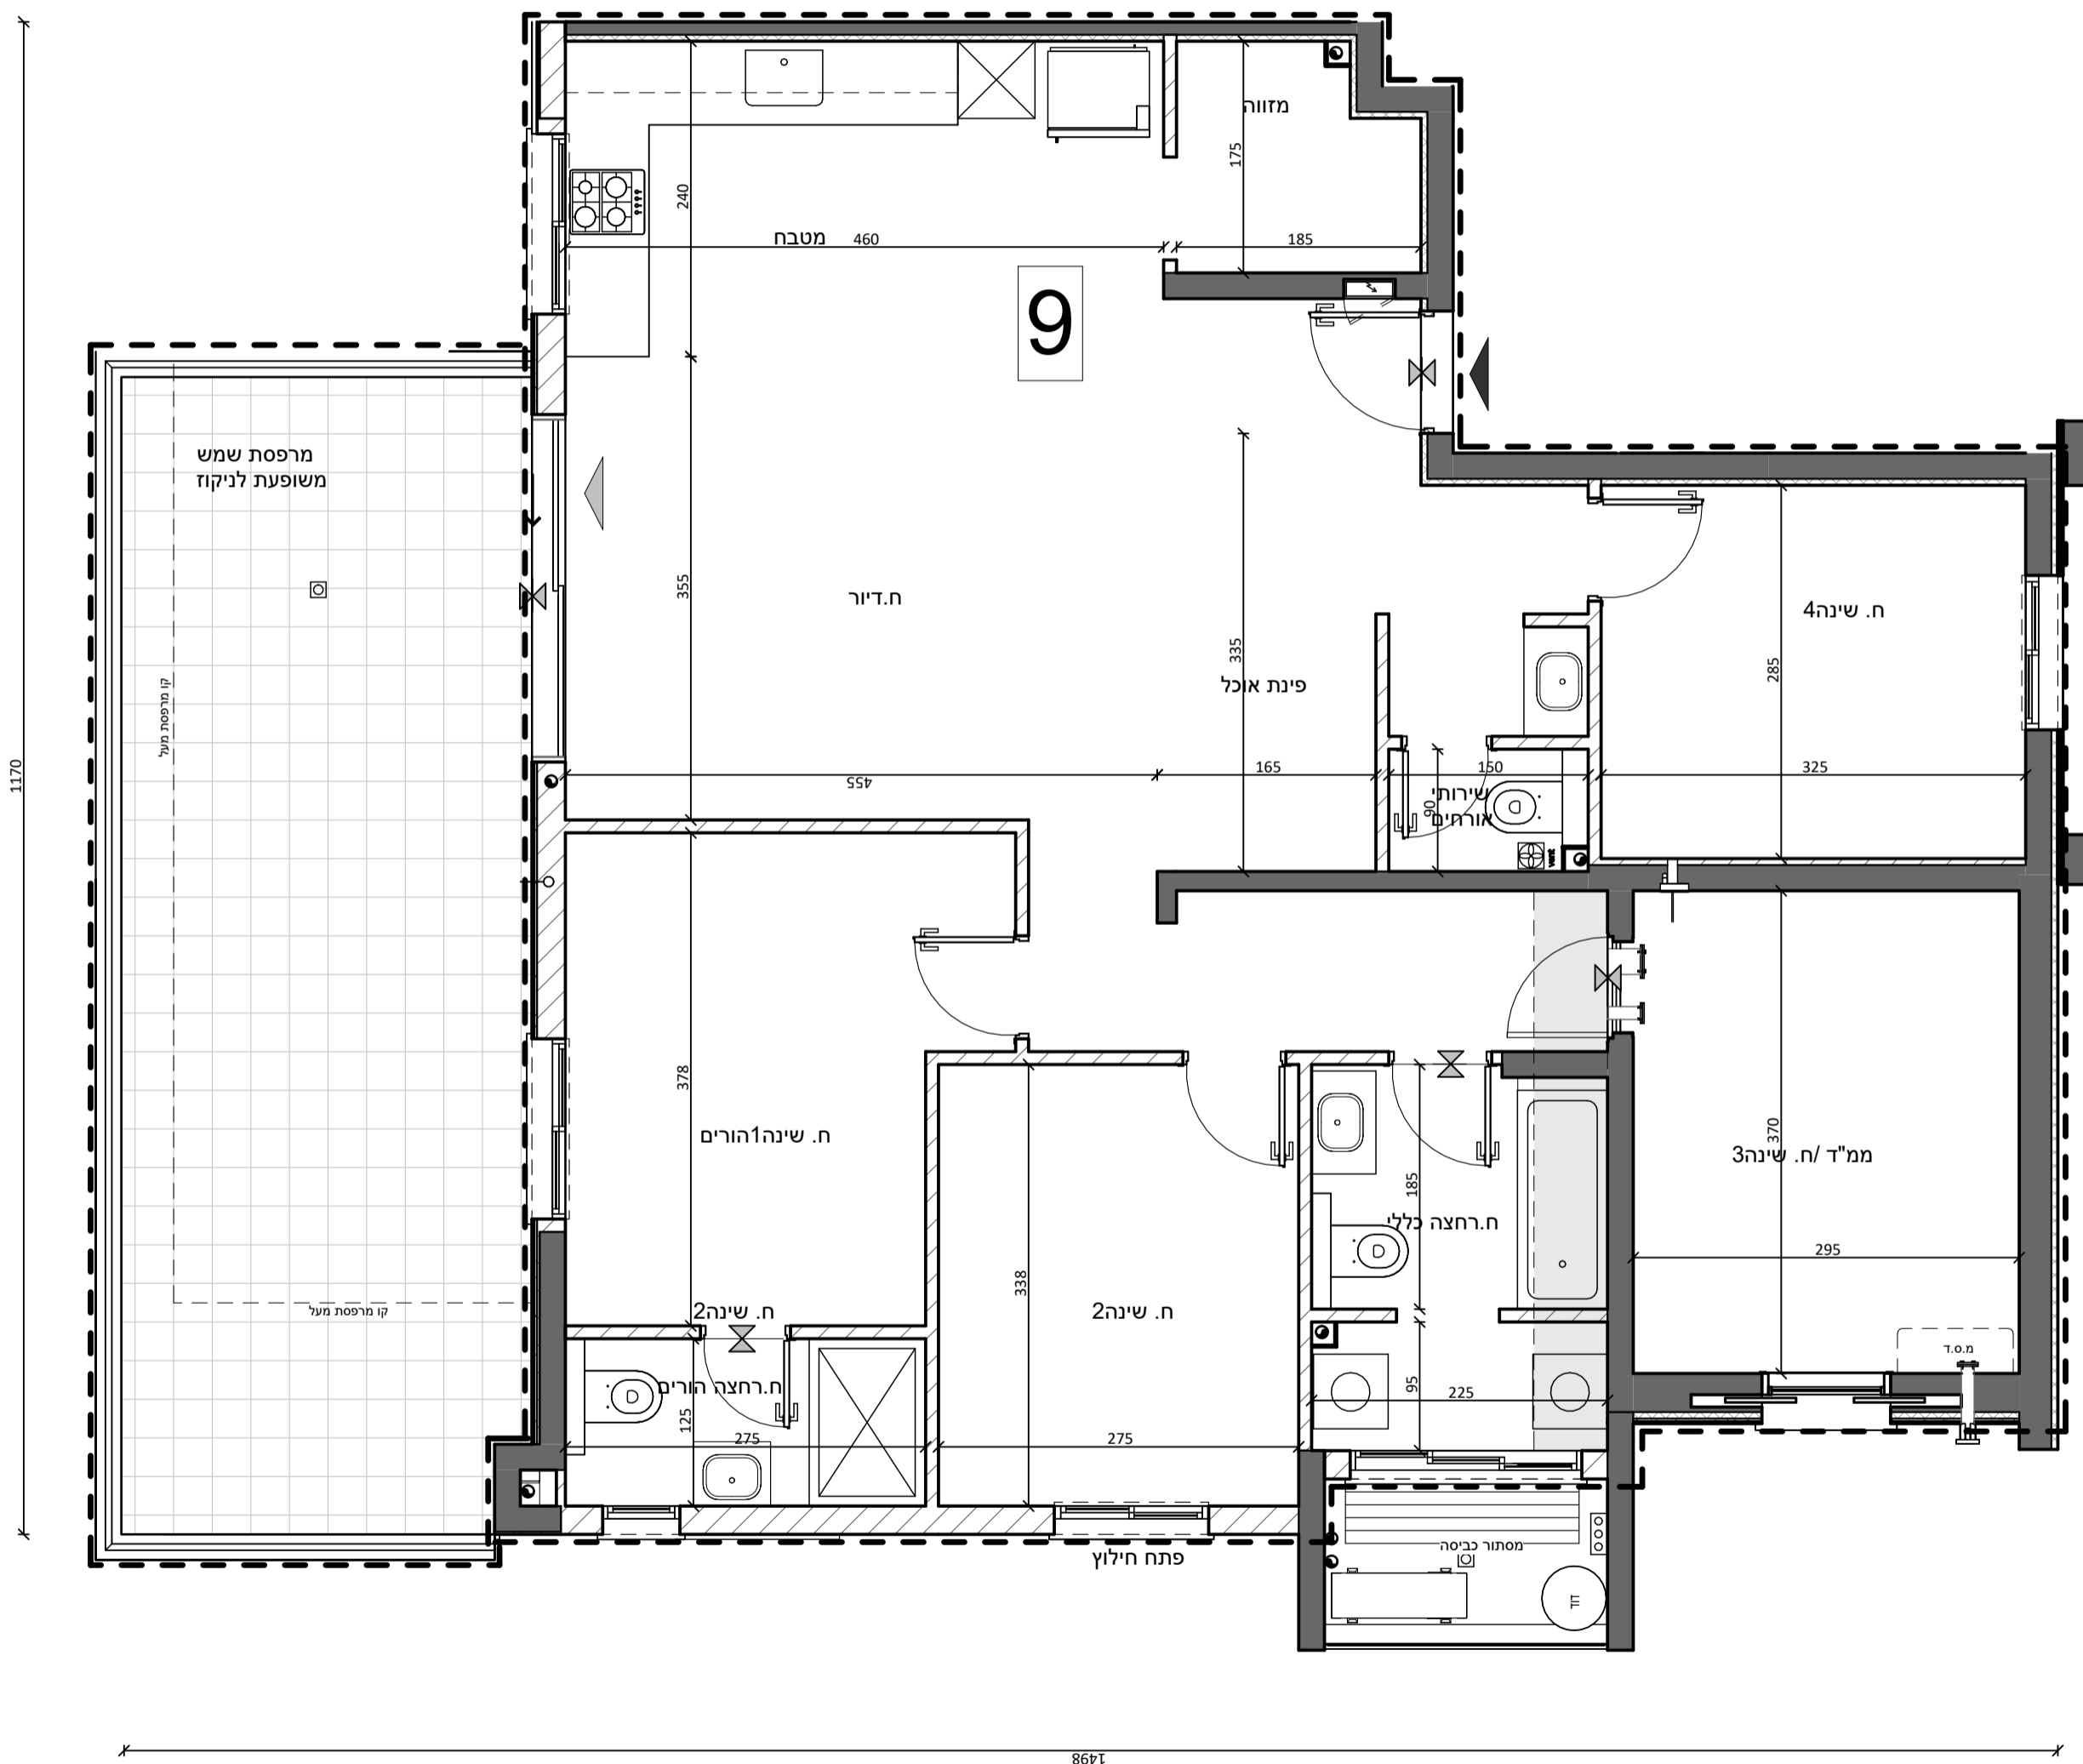 מזווה
175
240
מטבח
460
185
9
מרפסת שמש
משופעת לניקוז
קו מרפסת מעל
355
ח.דיור
335
פינת אוכל
ח. שינה4
285
1170
455
165
150
325
שירותי
אורחים
90
vent
378
ח. שינה1הורים
338
ח. שינה2
ח. שינה2
185
ח.רחצה כללי
370
ממ"ד /ח. שינה3
295
קו מרפסת מעל
מ.ס.ד
ח.רחצה הורים
125
275
275
95
225
פתח חילוץ
מסתור כביסה
דוד
1498